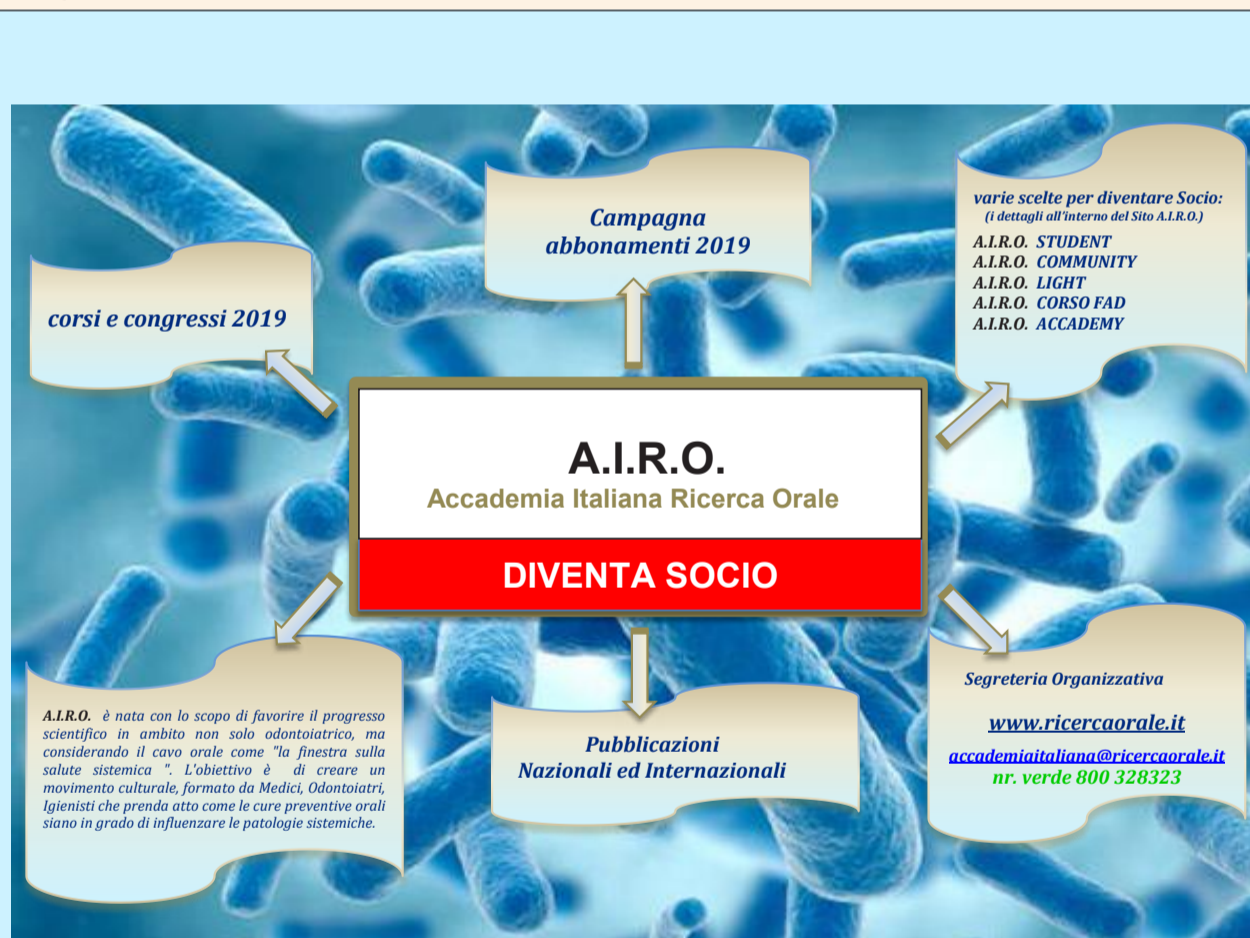 Campagna
abbonamenti 2019
varie scelte per diventare Socio:
(i dettagli all'interno del Sito A.I.R.O.)
A.I.R.O. STUDENT
A.I.R.O. COMMUNITY
A.I.R.O. LIGHT
A.I.R.O. CORSO FAD
A.I.R.O. ACCADEMY
corsi e congressi 2019
A.I.R.O.
Accademia Italiana Ricerca Orale
DIVENTA SOCIO
A.I.R.O. è nata con lo scopo di favorire il progresso
scientifico in ambito non solo odontoiatrico, ma
considerando il cavo orale come "la finestra sulla
salute sistemica ". L'obiettivo è di creare un
movimento culturale, formato da Medici, Odontoiatri,
Igienisti che prenda atto come le cure preventive orali
siano in grado di influenzare le patologie sistemiche.
Pubblicazioni
Nazionali ed Internazionali
Segreteria Organizzativa
www.ricercaorale.it
accademiaitaliana@ricercaorale.it
nr. verde 800 328323